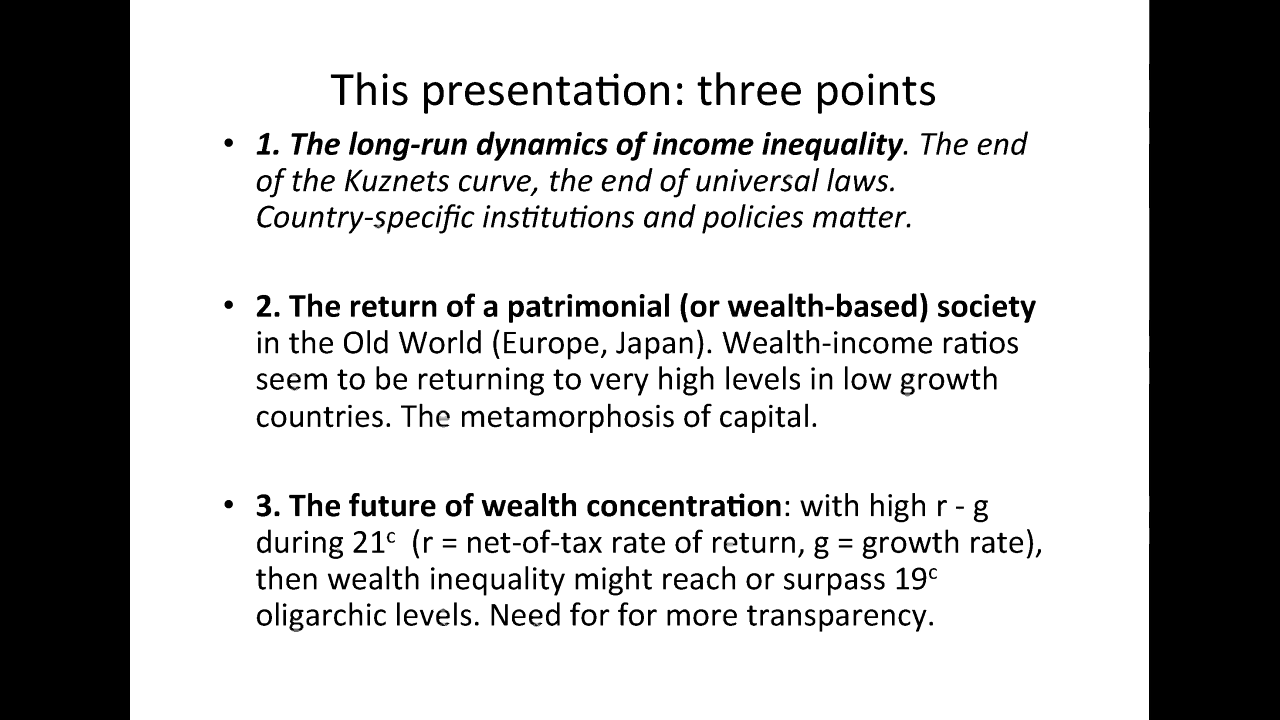 This presentation: three points
• 1. The long-run dynamics of income inequality. The end
of the Kuznets curve, the end of universal laws.
Country-specific institutions and policies matter.
• 2. The return of a patrimonial (or wealth-based) society
in the Old World (Europe, Japan). Wealth-income ratios
seem to be returning to very high levels in low growth
countries. The metamorphosis of capital.
• 3. The future of wealth concentration: with high r - g
during 21ᶜ (r = net-of-tax rate of return, g = growth rate),
then wealth inequality might reach or surpass 19ᶜ
oligarchic levels. Need for for more transparency.